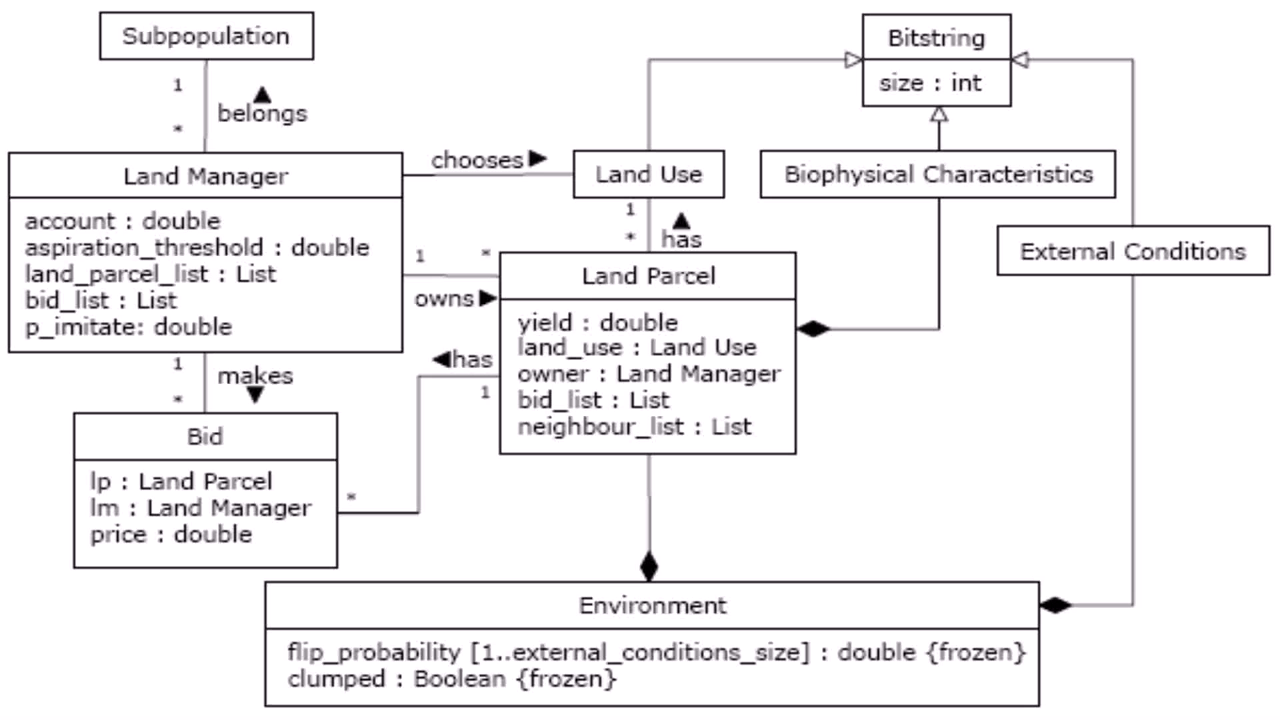 Subpopulation
1
belongs
*
Bitstring
size : int
Land Manager
account : double
aspiration_threshold : double
land_parcel_list : List
bid_list : List
p_imitate: double
chooses
Land Use
Biophysical Characteristics
External Conditions
1
*
has
1
*
owns
Land Parcel
yield : double
land_use : Land Use
owner : Land Manager
bid_list : List
neighbour_list : List
has
1
*
1
makes
*
Bid
lp : Land Parcel
lm : Land Manager
price : double
Environment
flip_probability [1..external_conditions_size] : double {frozen}
clumped : Boolean {frozen}